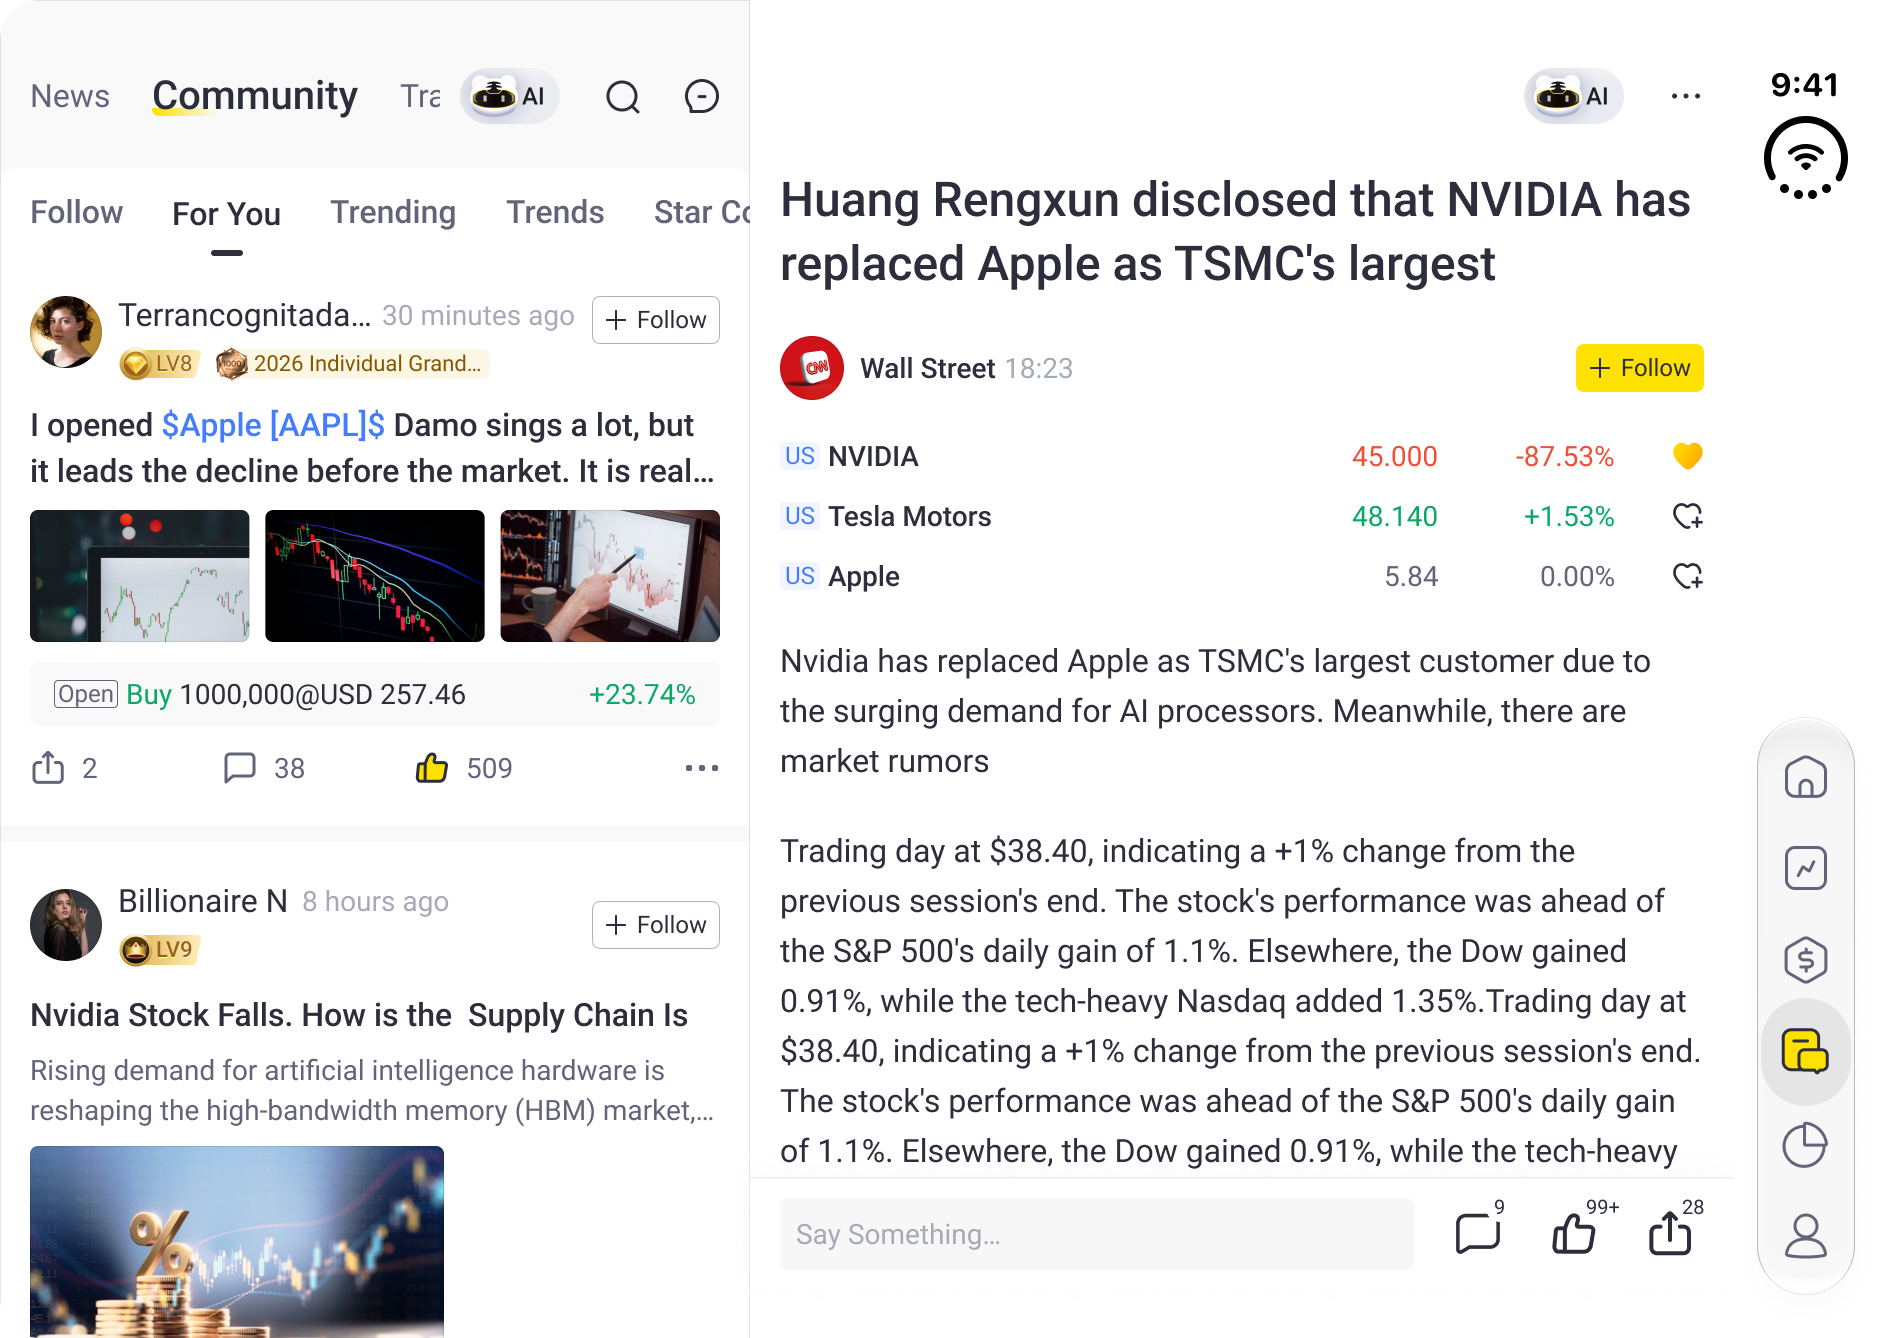 News
Community
Tra
AI
Follow
For You
Trending
Trends
Star Co
Terrancognitada...
30 minutes ago
+ Follow
LV8
1000
2026 Individual Grand...
I opened $Apple [AAPL]$ Damo sings a lot, but
it leads the decline before the market. It is real...
Open Buy 1000,000@USD 257.46
+23.74%
2
38
509
Billionaire N
8 hours ago
+ Follow
LV9
Nvidia Stock Falls. How is the  Supply Chain Is
Rising demand for artificial intelligence hardware is
reshaping the high-bandwidth memory (HBM) market,...
%
AI
9:41
Huang Rengxun disclosed that NVIDIA has
replaced Apple as TSMC's largest
CNN
Wall Street 18:23
+ Follow
US NVIDIA 45.000 -87.53%
US Tesla Motors 48.140 +1.53%
US Apple 5.84 0.00%
Nvidia has replaced Apple as TSMC's largest customer due to
the surging demand for AI processors. Meanwhile, there are
market rumors
Trading day at $38.40, indicating a +1% change from the
previous session's end. The stock's performance was ahead of
the S&P 500's daily gain of 1.1%. Elsewhere, the Dow gained
0.91%, while the tech-heavy Nasdaq added 1.35%.Trading day at
$38.40, indicating a +1% change from the previous session's end.
The stock's performance was ahead of the S&P 500's daily gain
of 1.1%. Elsewhere, the Dow gained 0.91%, while the tech-heavy
Say Something...
9
99+
28